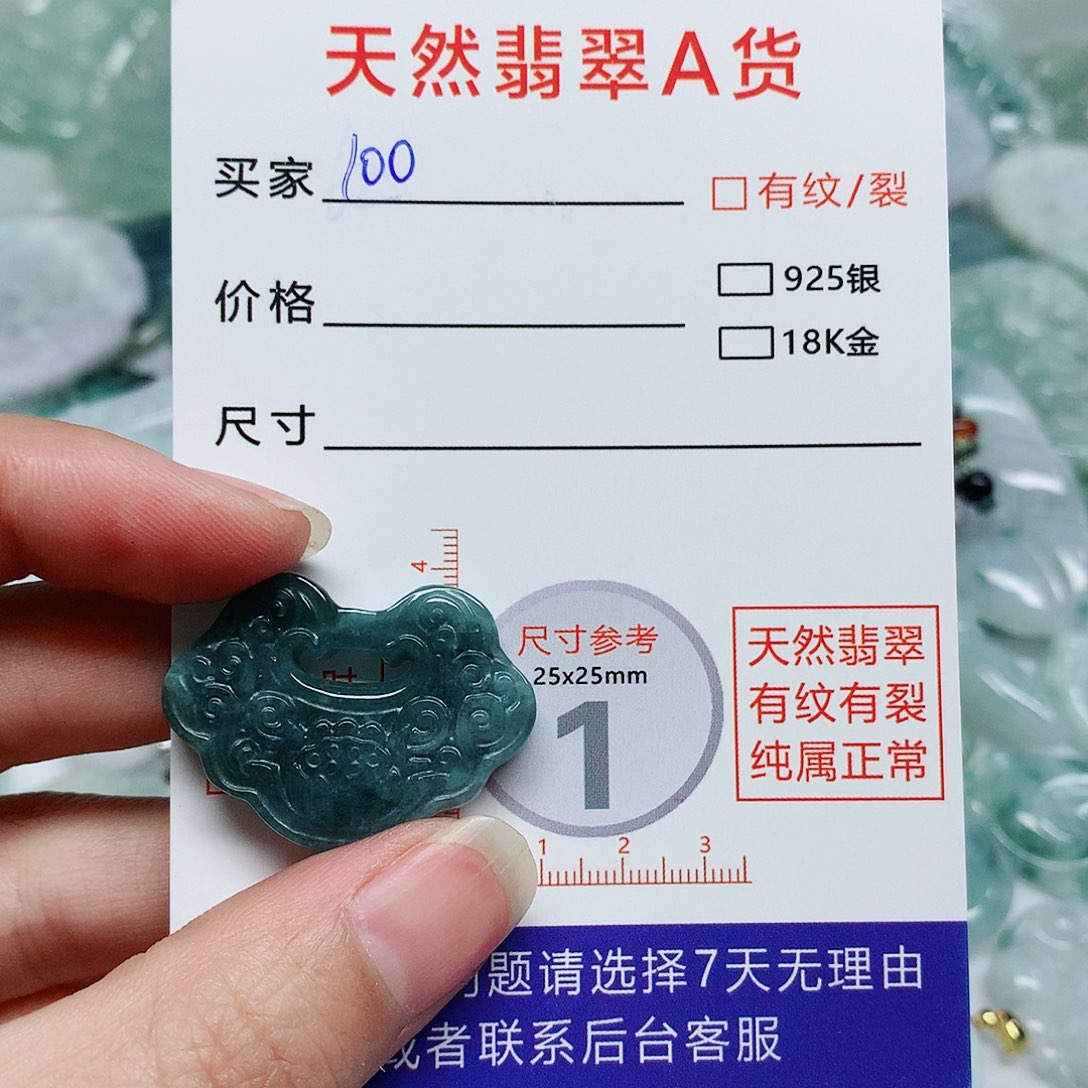 天然翡翠A货
买家 100
□有纹/裂
价格
□925银
□18K金
尺寸
4
尺寸参考
25x25mm
1
天然翡翠
有纹有裂
纯属正常
1 2 3
题请选择7天无理由
或者联系后台客服